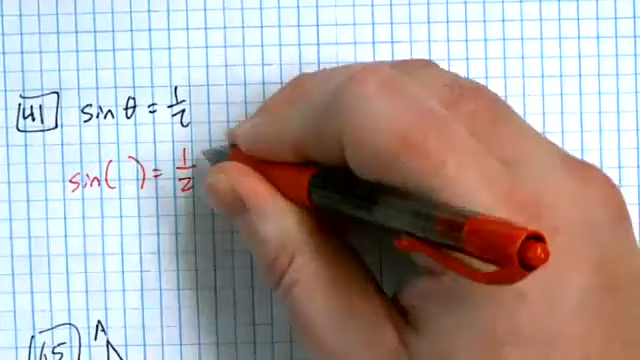 41 sin θ = 1/2
sin( ) = 1/2
65 A